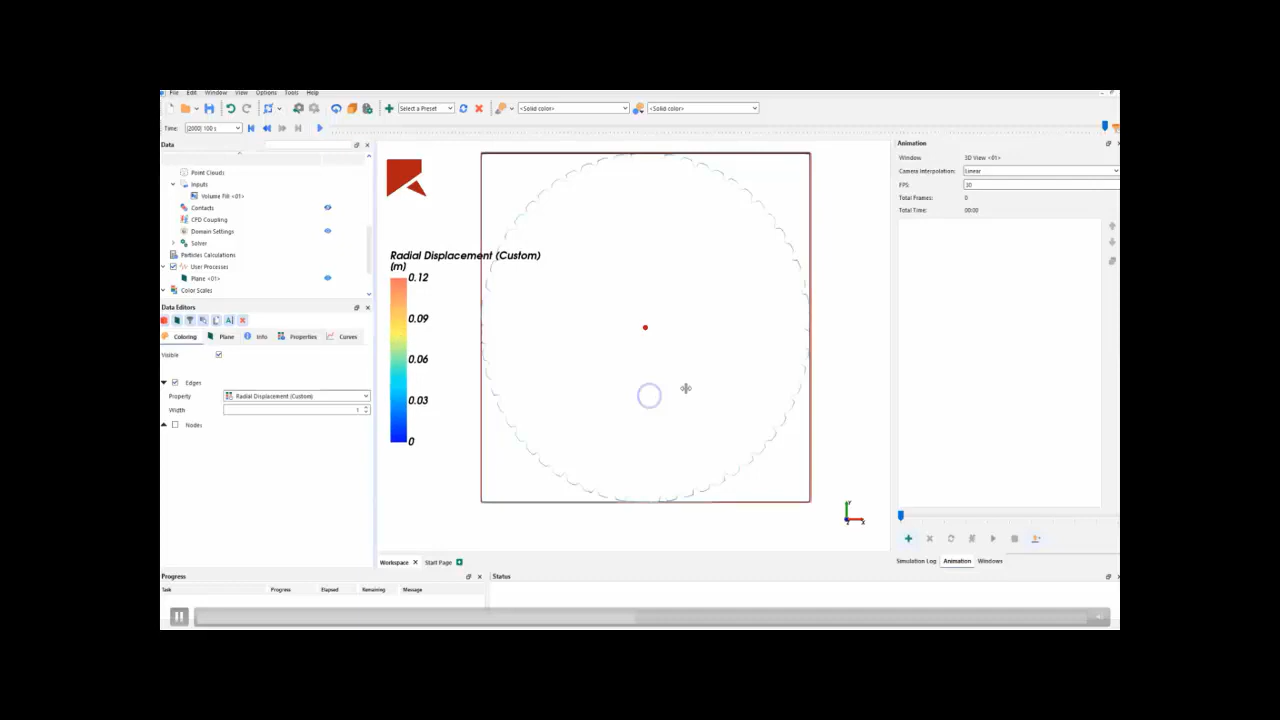 File Edit Window View Options Tools Help
Select a Preset <Solid color> <Solid color>
Time: [2000] 100 s
Data
Point Clouds
Inputs
Volume Fill <01>
Contacts
CFD Coupling
Domain Settings
Solver
Particles Calculations
User Processes
Plane <01>
Color Scales
Data Editors
Coloring Plane Info Properties Curves
Visible
Edges
Property Radial Displacement (Custom)
Width 1
Nodes
Radial Displacement (Custom)
(m)
0.12
0.09
0.06
0.03
0
Y
X
Workspace Start Page
Animation
Window: 3D View <01>
Camera Interpolation: Linear
FPS: 30
Total Frames: 0
Total Time: 00:00
Simulation Log Animation Windows
Progress
Task Progress Elapsed Remaining Message
Status